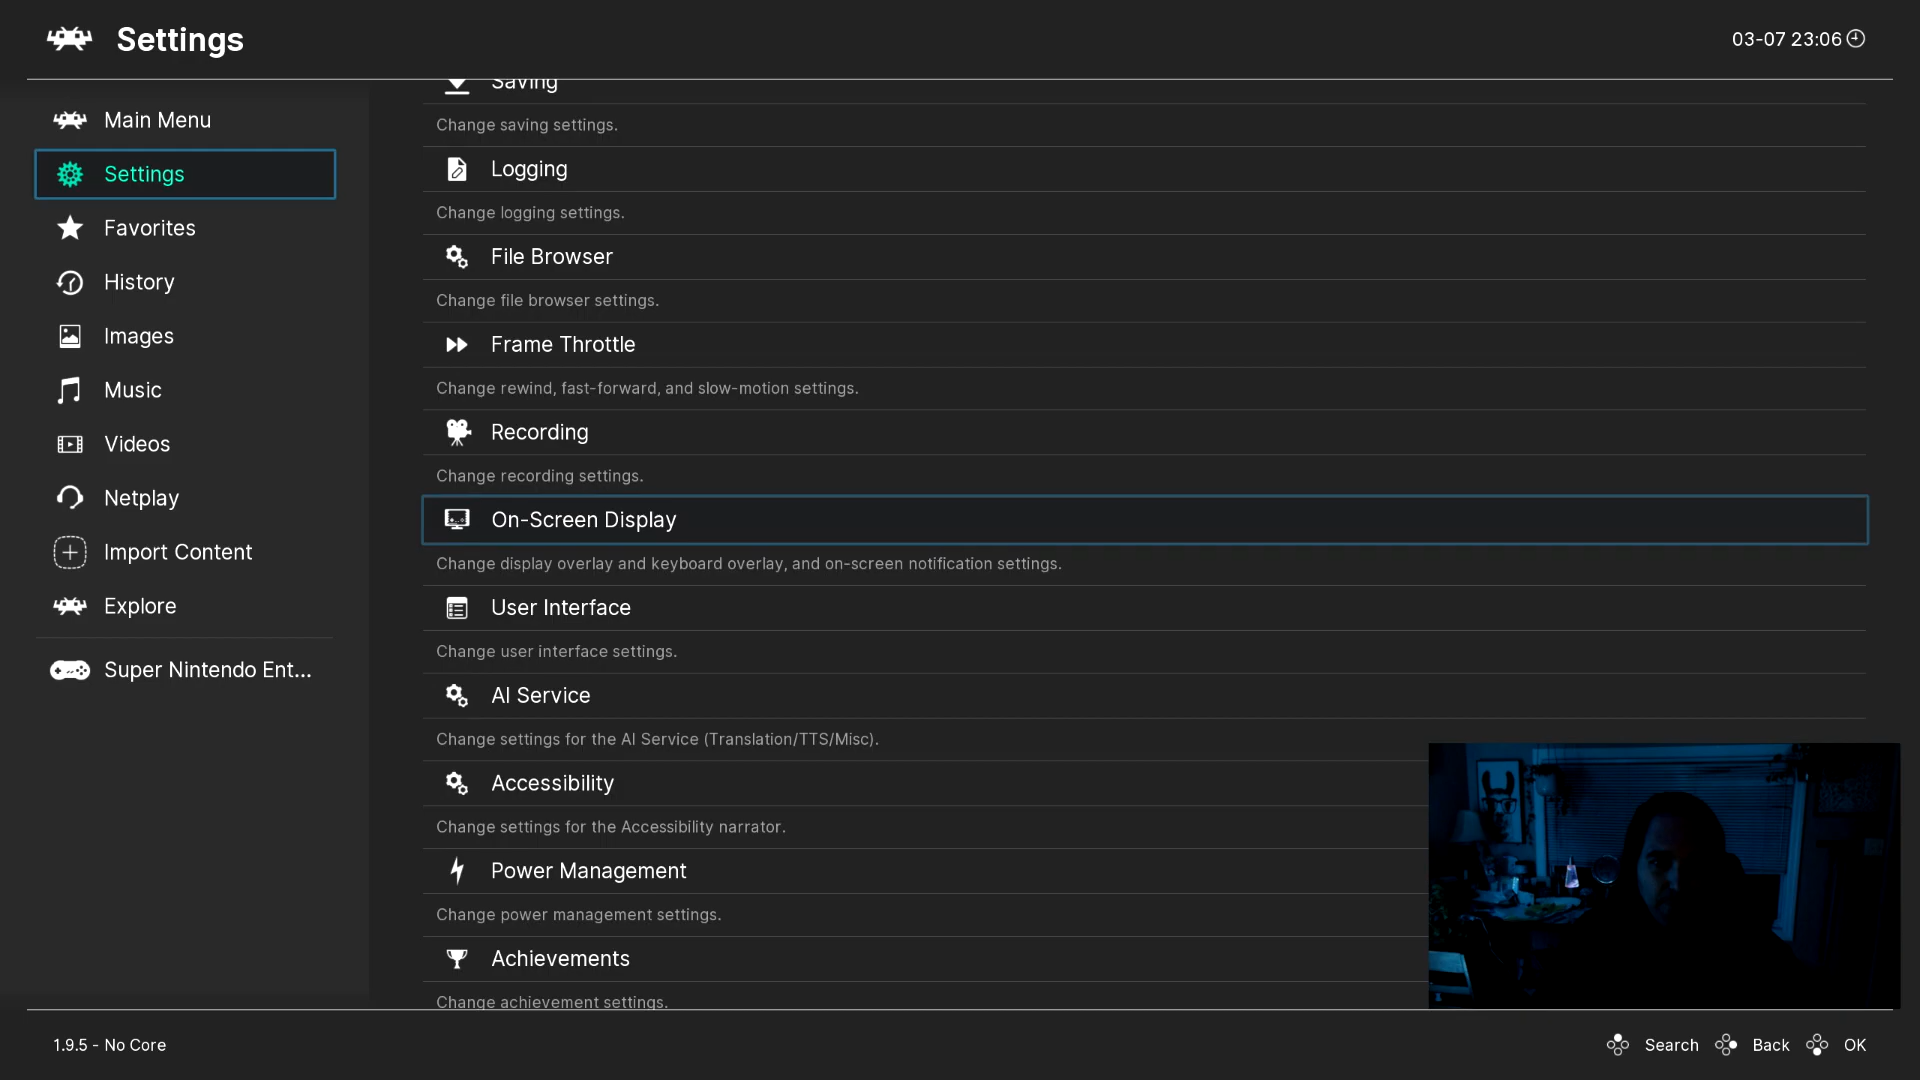 Settings
03-07 23:06
Main Menu
Settings
Favorites
History
Images
Music
Videos
Netplay
Import Content
Explore
Super Nintendo Ent...
Saving
Change saving settings.
Logging
Change logging settings.
File Browser
Change file browser settings.
Frame Throttle
Change rewind, fast-forward, and slow-motion settings.
Recording
Change recording settings.
On-Screen Display
Change display overlay and keyboard overlay, and on-screen notification settings.
User Interface
Change user interface settings.
AI Service
Change settings for the AI Service (Translation/TTS/Misc).
Accessibility
Change settings for the Accessibility narrator.
Power Management
Change power management settings.
Achievements
Change achievement settings.
1.9.5 - No Core
Search
Back
OK